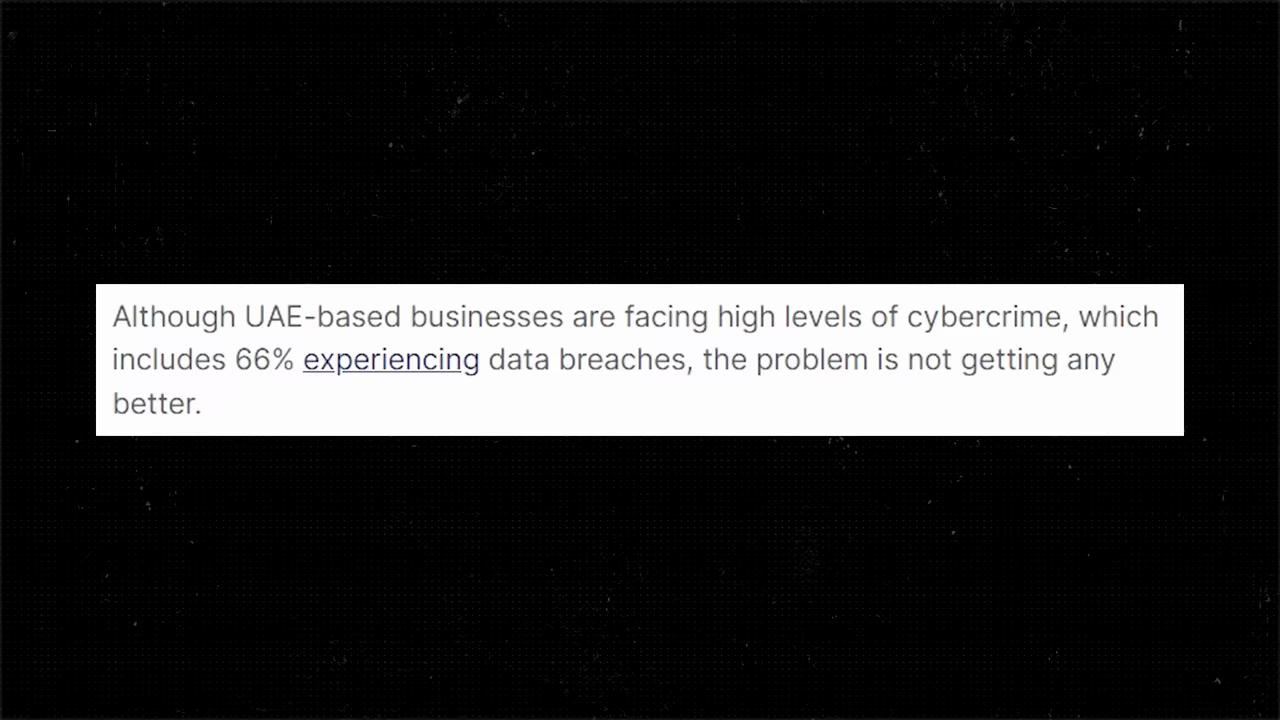 Although UAE-based businesses are facing high levels of cybercrime, which
includes 66% experiencing data breaches, the problem is not getting any
better.